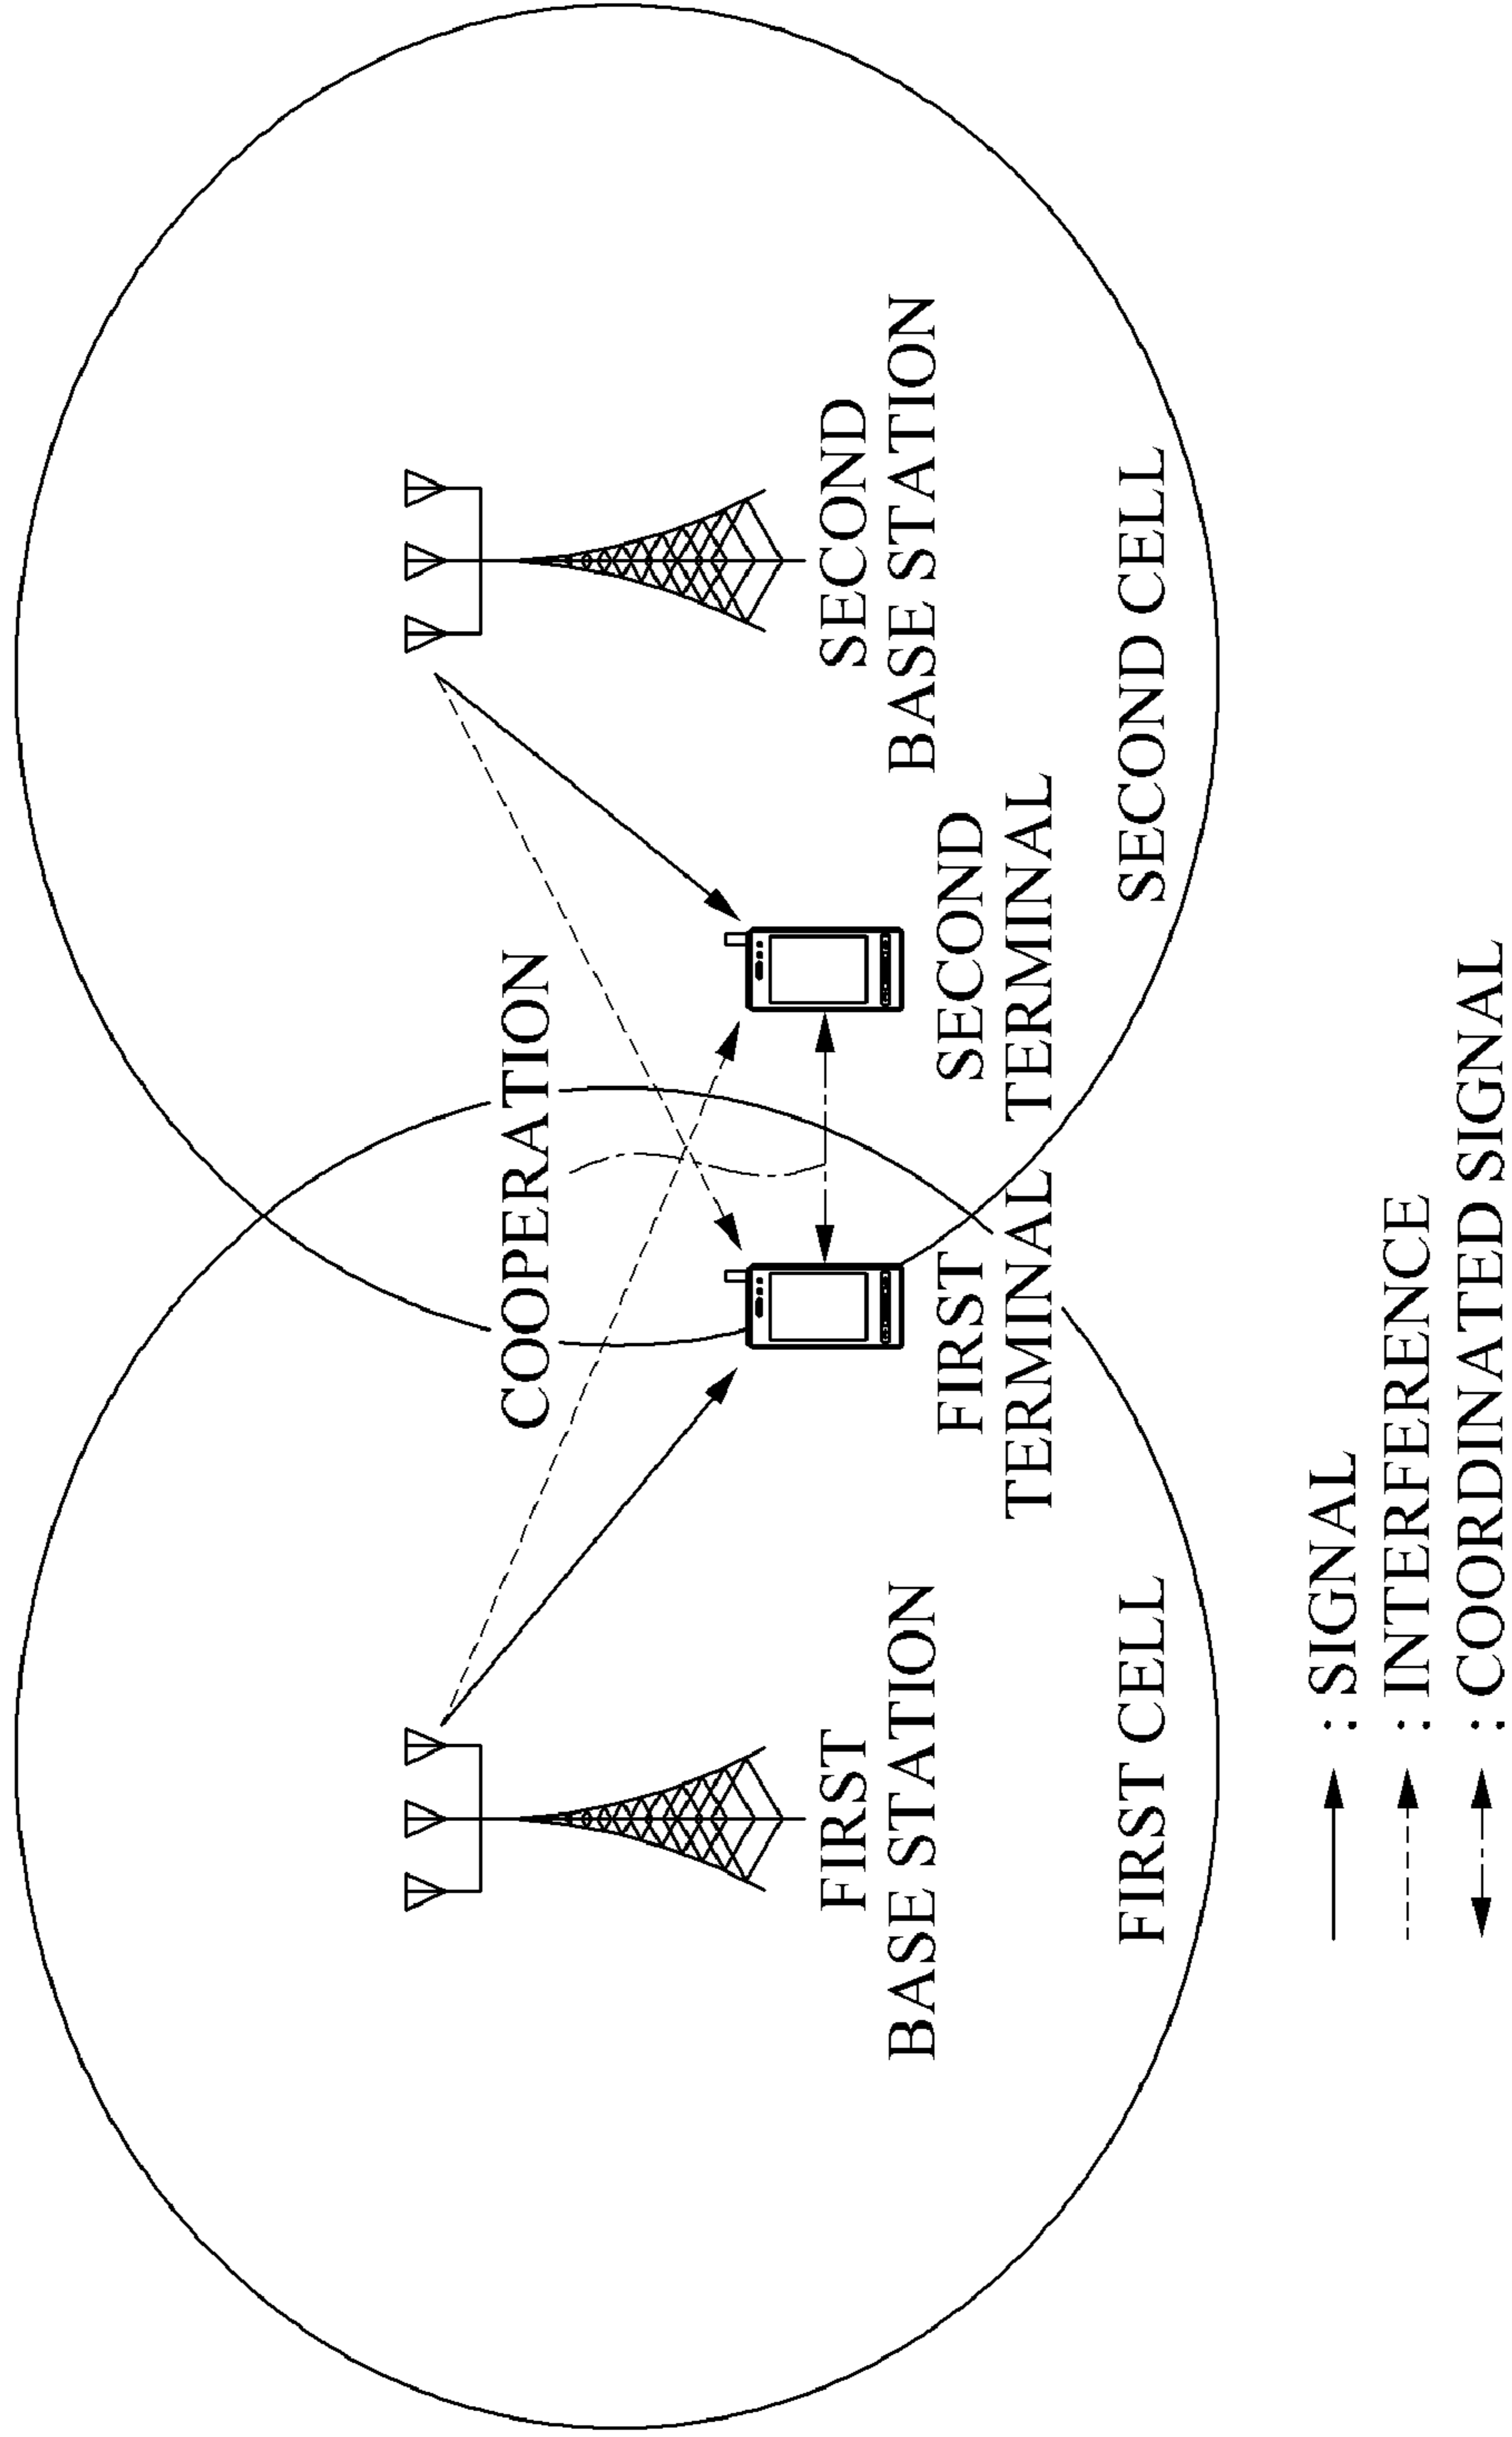 COOPERATION
FIRST
BASE STATION
SECOND
BASE STATION
FIRST
TERMINAL
SECOND
TERMINAL
FIRST CELL
SECOND CELL
: SIGNAL
: INTERFERENCE
: COORDINATED SIGNAL